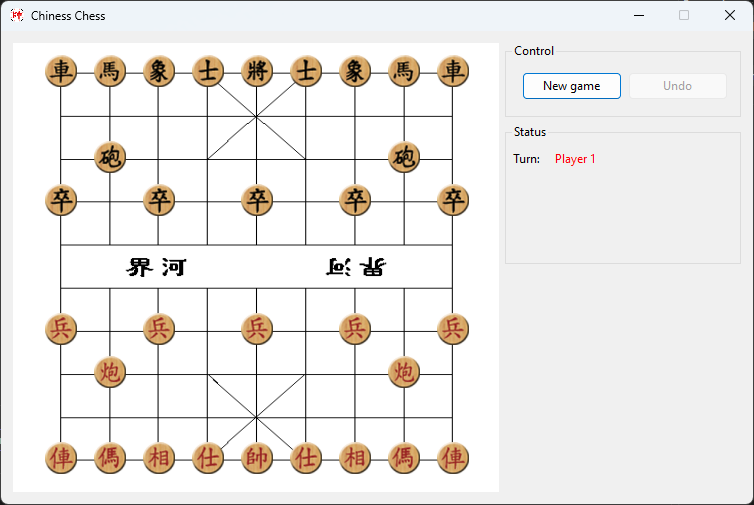 Chiness Chess
車 馬 象 士 將 士 象 馬 車
砲 砲
卒 卒 卒 卒 卒
界 河 河 界
兵 兵 兵 兵 兵
炮 炮
俥 傌 相 仕 帥 仕 相 傌 俥
Control
New game Undo
Status
Turn: Player 1